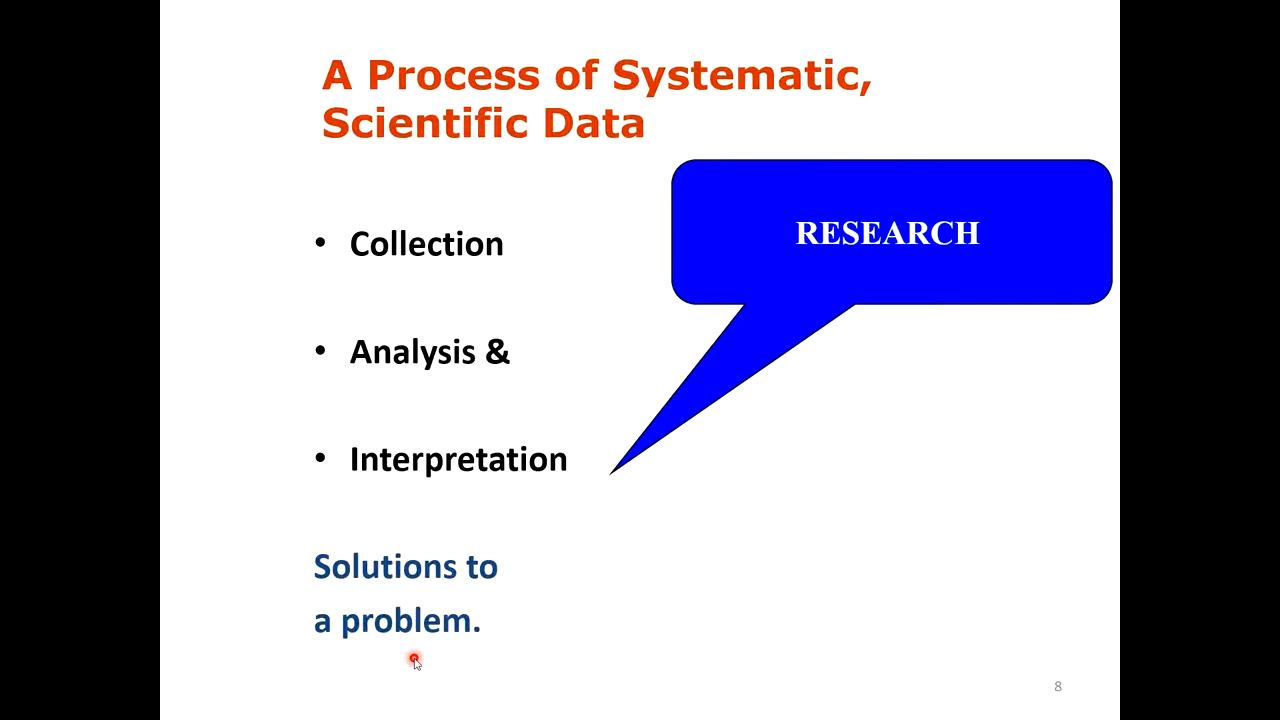 A Process of Systematic,
Scientific Data
RESEARCH
• Collection
• Analysis &
• Interpretation
Solutions to
a problem.
8